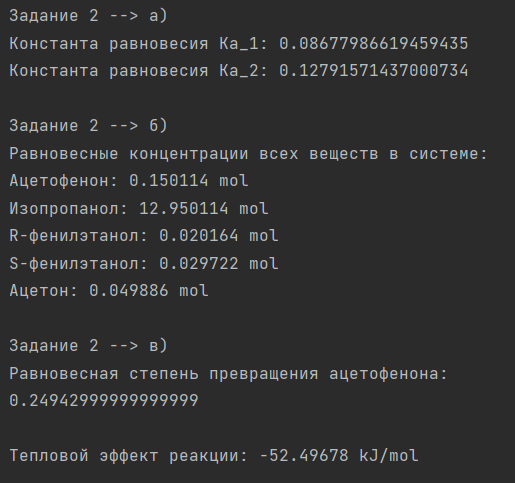 Задание 2 --> а)
Константа равновесия Ka_1: 0.08677986619459435
Константа равновесия Ka_2: 0.12791571437000734
Задание 2 --> б)
Равновесные концентрации всех веществ в системе:
Ацетофенон: 0.150114 mol
Изопропанол: 12.950114 mol
R-фенилэтанол: 0.020164 mol
S-фенилэтанол: 0.029722 mol
Ацетон: 0.049886 mol
Задание 2 --> в)
Равновесная степень превращения ацетофенона:
0.24942999999999999
Тепловой эффект реакции: -52.49678 kJ/mol